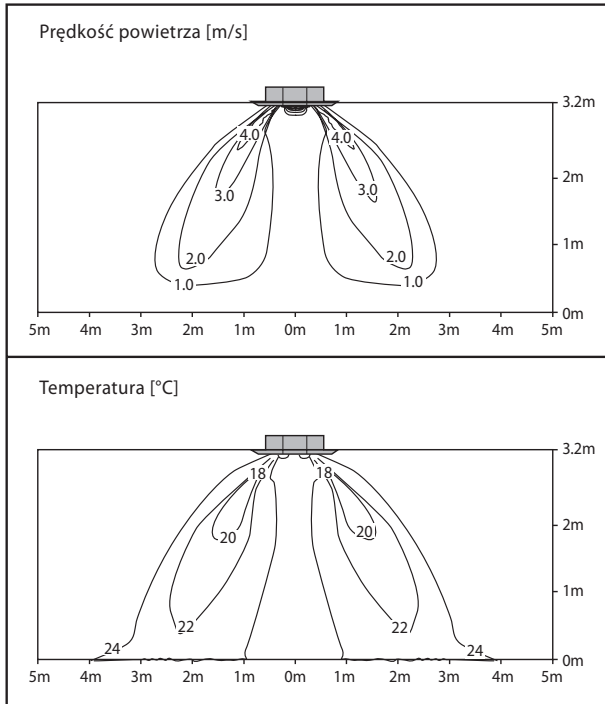 Prędkość powietrza [m/s]
3.2m
4.0 4.0
2m
3.0 3.0
1m
2.0 2.0
1.0 1.0
0m
5m 4m 3m 2m 1m 0m 1m 2m 3m 4m 5m
Temperatura [°C]
3.2m
18 18
2m
20 20
1m
22 22
24 24
0m
5m 4m 3m 2m 1m 0m 1m 2m 3m 4m 5m